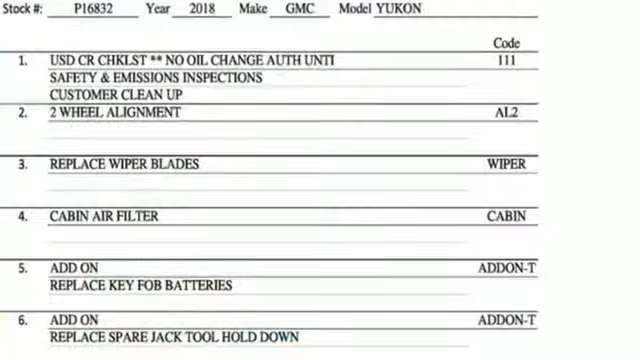 Stock #: P16832 Year 2018 Make GMC Model YUKON
Code
1. USD CR CHKLST ** NO OIL CHANGE AUTH UNTI 111
SAFETY & EMISSIONS INSPECTIONS
CUSTOMER CLEAN UP
2. 2 WHEEL ALIGNMENT AL2
3. REPLACE WIPER BLADES WIPER
4. CABIN AIR FILTER CABIN
5. ADD ON ADDON-T
REPLACE KEY FOB BATTERIES
6. ADD ON ADDON-T
REPLACE SPARE JACK TOOL HOLD DOWN